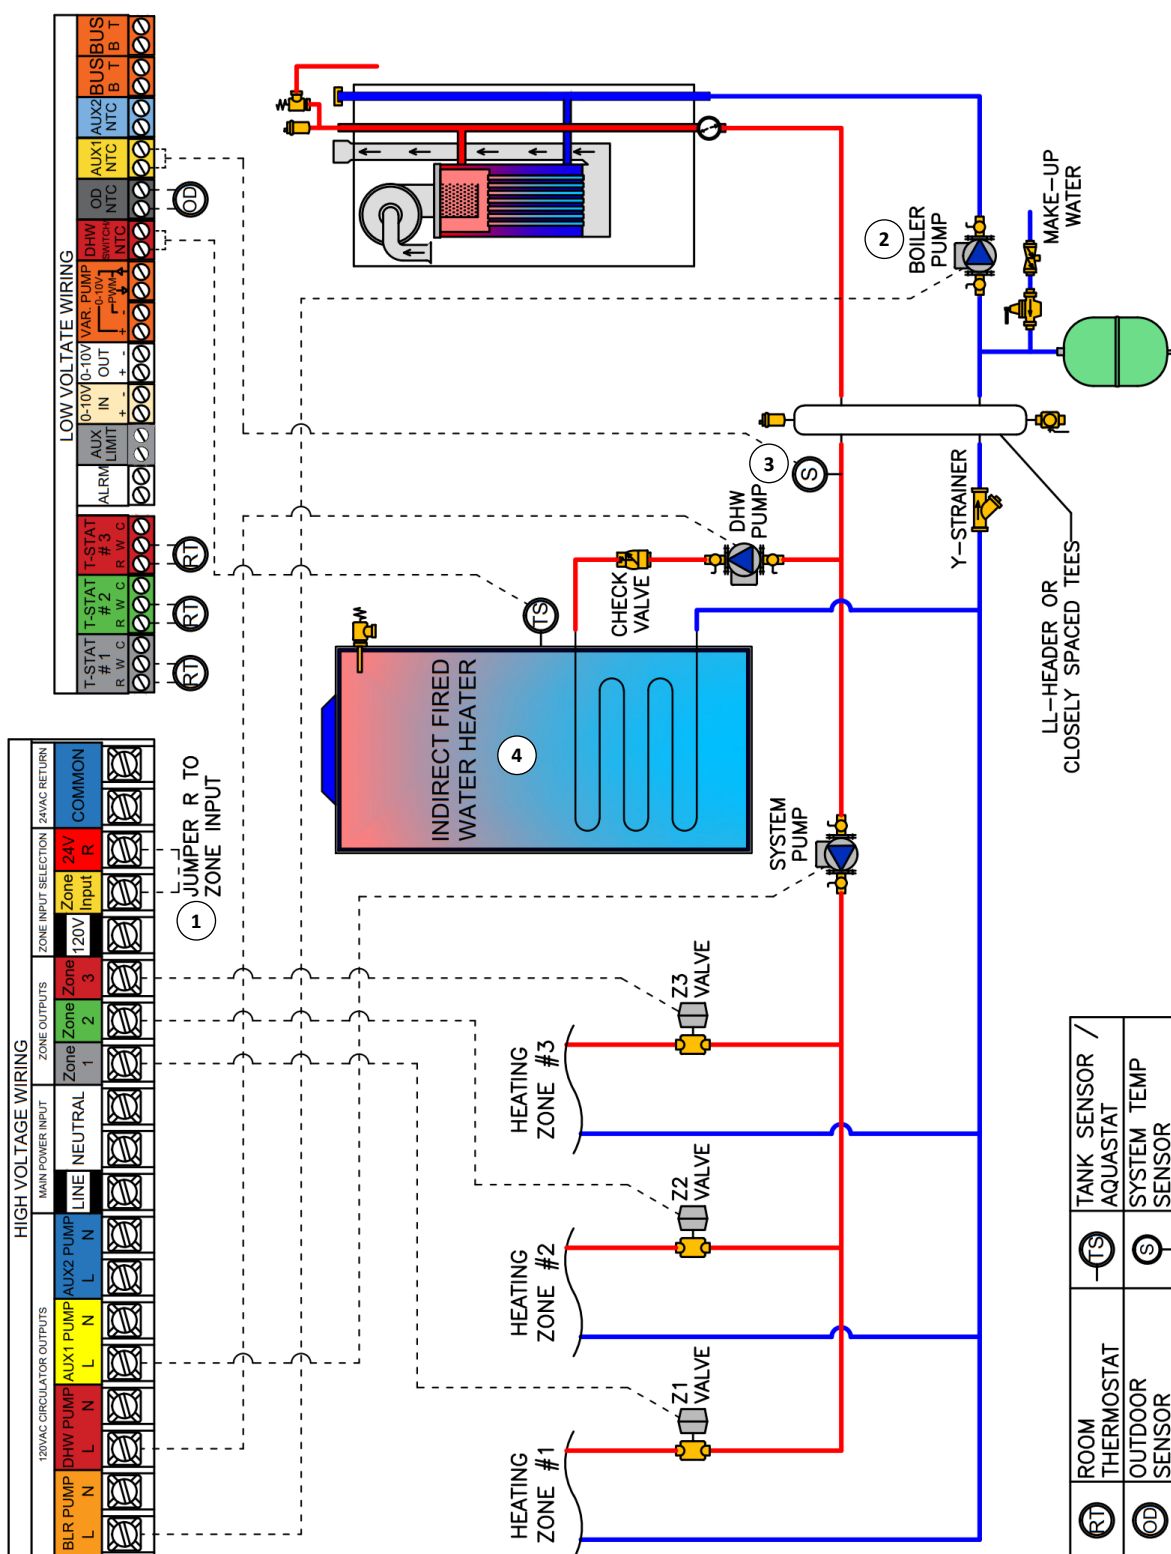 HIGH VOLTAGE WIRING
120VAC CIRCULATOR OUTPUTS
MAIN POWER INPUT
ZONE OUTPUTS
ZONE INPUT SELECTION
24VAC RETURN
BLR PUMP
L N
DHW PUMP
L N
AUX1 PUMP
L N
AUX2 PUMP
L N
LINE
NEUTRAL
Zone
1
Zone
2
Zone
3
120V
Zone
Input
24V
R
COMMON
1
JUMPER R TO
ZONE INPUT
LOW VOLTATE WIRING
T-STAT
#1
R W C
T-STAT
#2
R W C
T-STAT
#3
R W C
ALRM
AUX
LIMIT
0-10V
IN
+ -
0-10V
OUT
+ -
VAR. PUMP
0-10V
PWM
+ -
DHW
SWITCH/
NTC
OD
NTC
AUX1
NTC
AUX2
NTC
BUS
B T
BUS
B T
RT
RT
RT
OD
HEATING
ZONE #1
Z1
VALVE
HEATING
ZONE #2
Z2
VALVE
HEATING
ZONE #3
Z3
VALVE
SYSTEM
PUMP
INDIRECT FIRED
WATER HEATER
4
TS
CHECK
VALVE
DHW
PUMP
3
S
2
BOILER
PUMP
MAKE-UP
WATER
Y-STRAINER
LL-HEADER OR
CLOSELY SPACED TEES
RT
ROOM
THERMOSTAT
TS
TANK SENSOR /
AQUASTAT
OD
OUTDOOR
SENSOR
S
SYSTEM TEMP
SENSOR